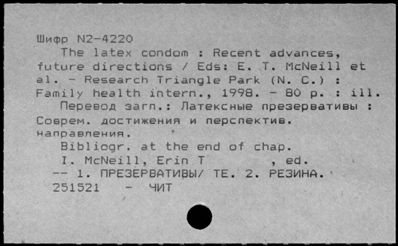 Шифр N2-4220
The latex condom : Recent advances,
future directions / Eds: E. T. McNeill et
al. - Research Triangle Park (N. C.) :
Family health intern., 1998. - 80 p. : ill.
Перевод загл.: Латексные презервативы :
Соврем. достижения и перспектив.
направления.
Bibliogr. at the end of chap.
I. McNeill, Erin T , ed.
-- 1. ПРЕЗЕРВАТИВЫ/ ТЕ. 2. РЕЗИНА.
251521 - ЧИТ